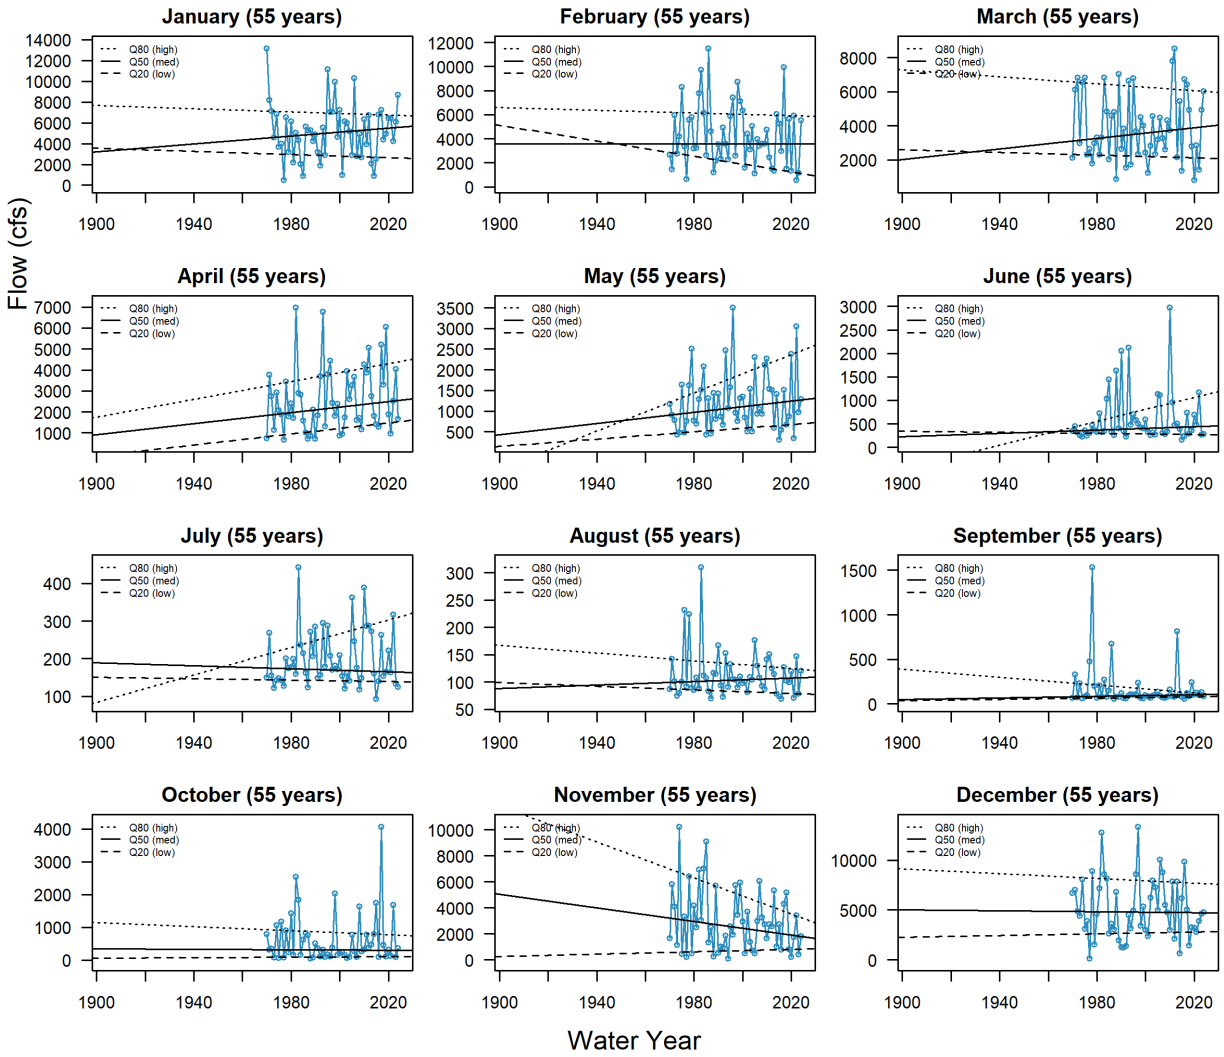 January (55 years)
Q80 (high)
Q50 (med)
Q20 (low)
14000
12000
10000
8000
6000
4000
2000
0
1900
1940
1980
2020
February (55 years)
Q80 (high)
Q50 (med)
Q20 (low)
12000
10000
8000
6000
4000
2000
0
1900
1940
1980
2020
March (55 years)
Q80 (high)
Q50 (med)
Q20 (low)
8000
6000
4000
2000
1900
1940
1980
2020
Flow (cfs)
April (55 years)
Q80 (high)
Q50 (med)
Q20 (low)
7000
6000
5000
4000
3000
2000
1000
1900
1940
1980
2020
May (55 years)
Q80 (high)
Q50 (med)
Q20 (low)
3500
3000
2500
2000
1500
1000
500
1900
1940
1980
2020
June (55 years)
Q80 (high)
Q50 (med)
Q20 (low)
3000
2500
2000
1500
1000
500
0
1900
1940
1980
2020
July (55 years)
Q80 (high)
Q50 (med)
Q20 (low)
400
300
200
100
1900
1940
1980
2020
August (55 years)
Q80 (high)
Q50 (med)
Q20 (low)
300
250
200
150
100
50
1900
1940
1980
2020
September (55 years)
Q80 (high)
Q50 (med)
Q20 (low)
1500
1000
500
0
1900
1940
1980
2020
October (55 years)
Q80 (high)
Q50 (med)
Q20 (low)
4000
3000
2000
1000
0
1900
1940
1980
2020
November (55 years)
Q80 (high)
Q50 (med)
Q20 (low)
10000
8000
6000
4000
2000
0
1900
1940
1980
2020
December (55 years)
Q80 (high)
Q50 (med)
Q20 (low)
10000
5000
0
1900
1940
1980
2020
Water Year